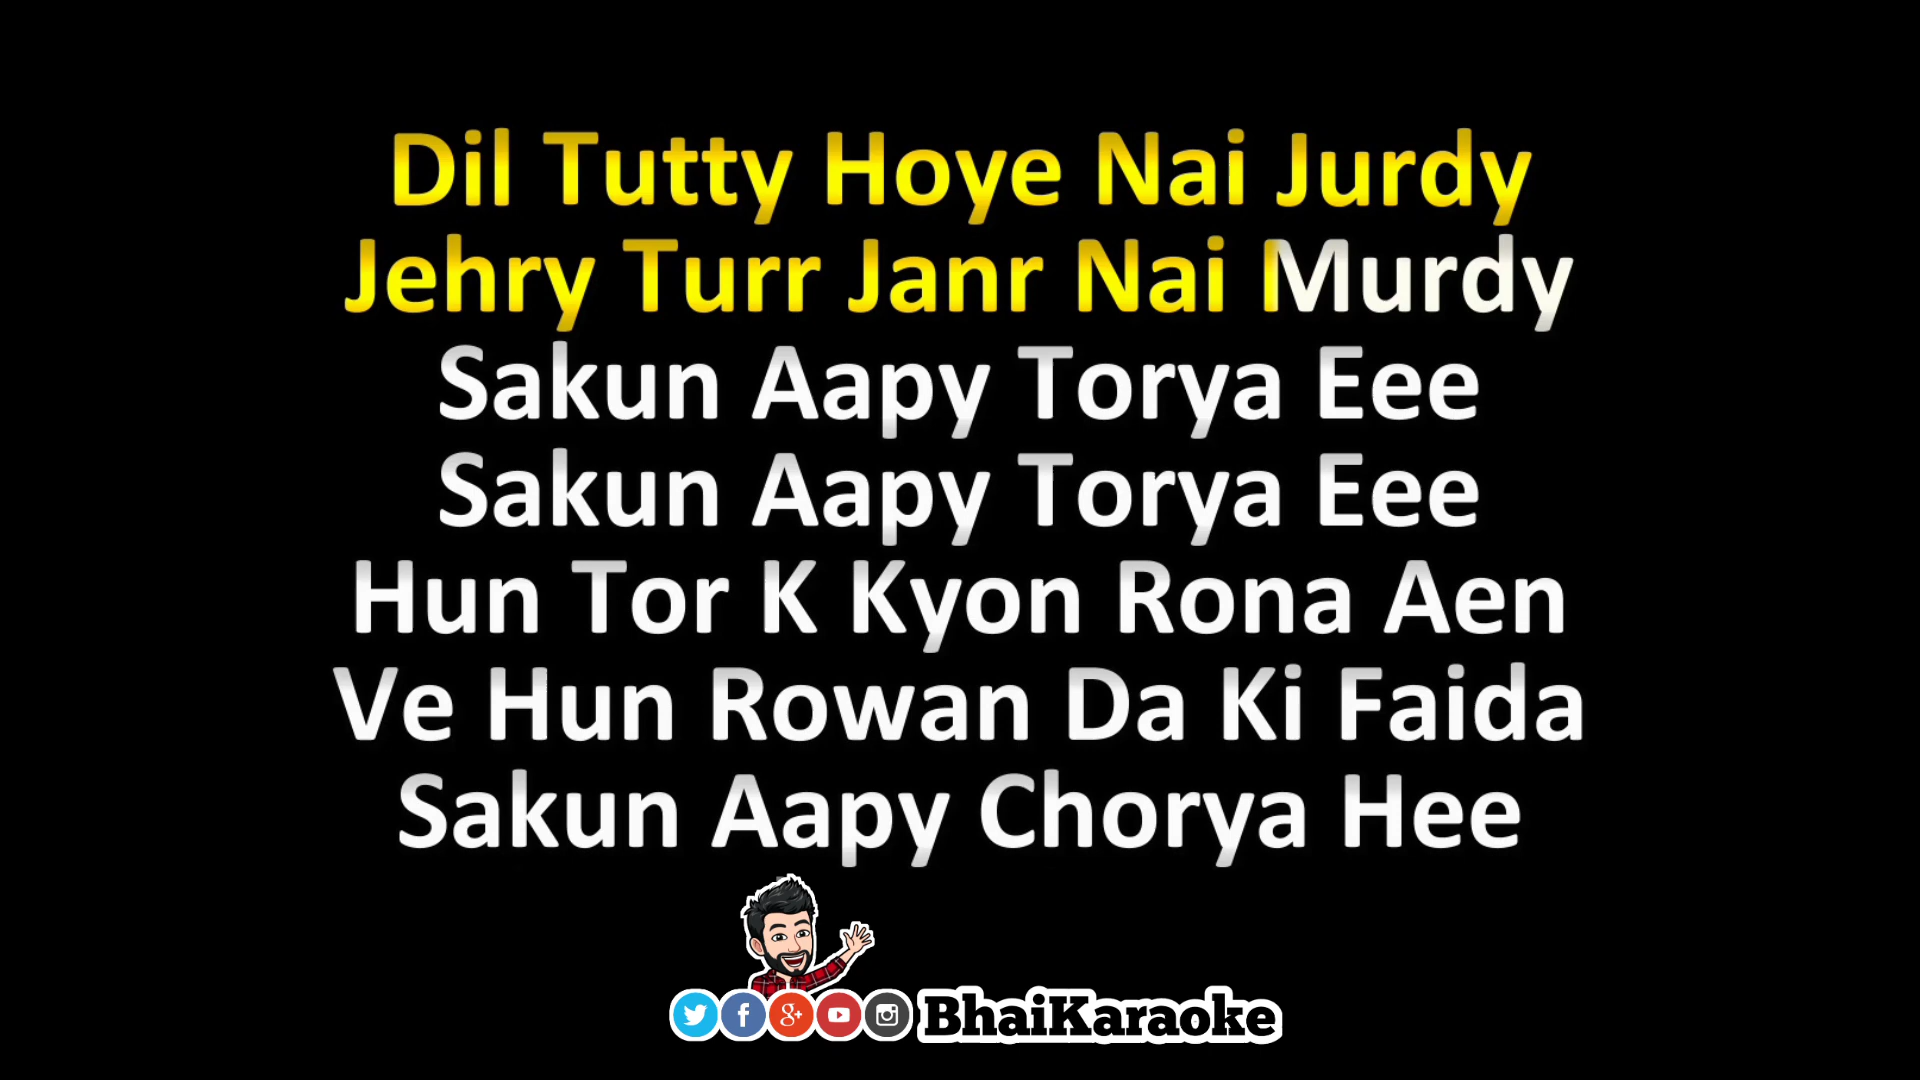 Dil Tutty Hoye Nai Jurdy
Jehry Turr Janr Nai Murdy
Sakun Aapy Torya Eee
Sakun Aapy Torya Eee
Hun Tor K Kyon Rona Aen
Ve Hun Rowan Da Ki Faida
Sakun Aapy Chorya Hee
BhaiKaraoke